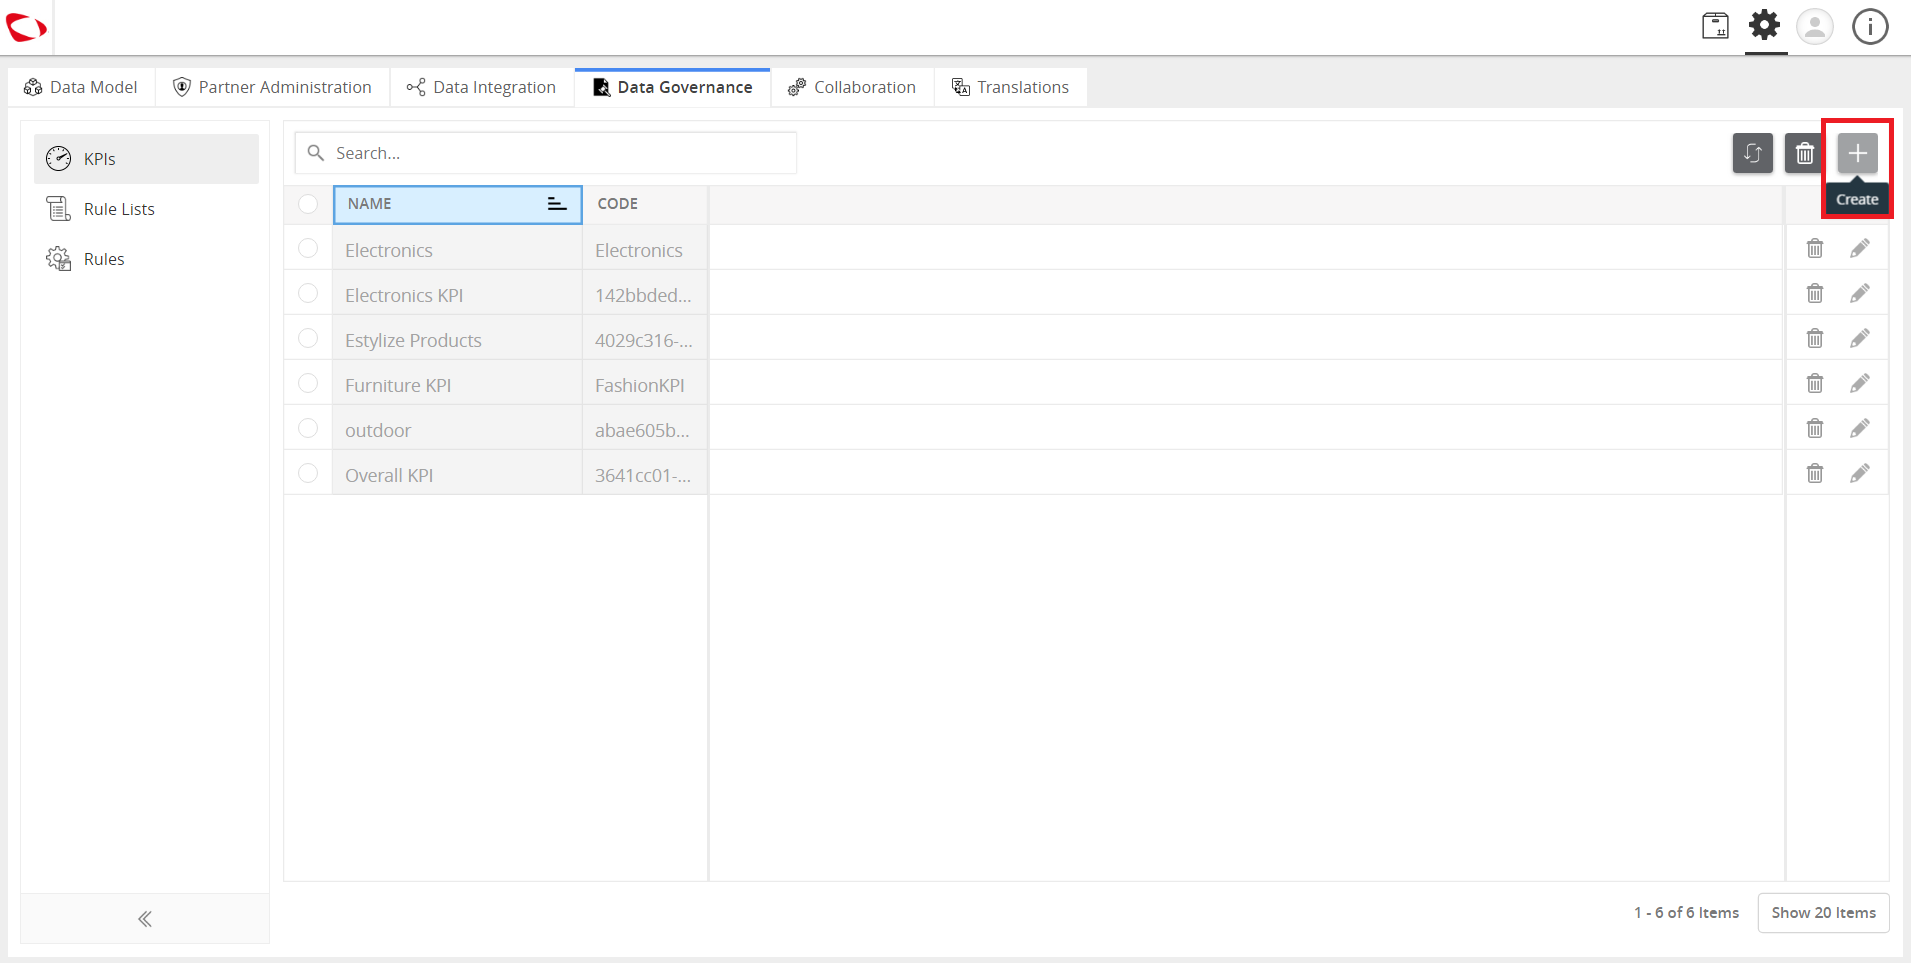 Data Model
Partner Administration
Data Integration
Data Governance
Collaboration
Translations
KPIs
Rule Lists
Rules
Search...
Create
NAME
CODE
Electronics
Electronics
Electronics KPI
142bbded...
Estylize Products
4029c316-...
Furniture KPI
FashionKPI
outdoor
abae605b...
Overall KPI
3641cc01-...
1 - 6 of 6 Items
Show 20 Items